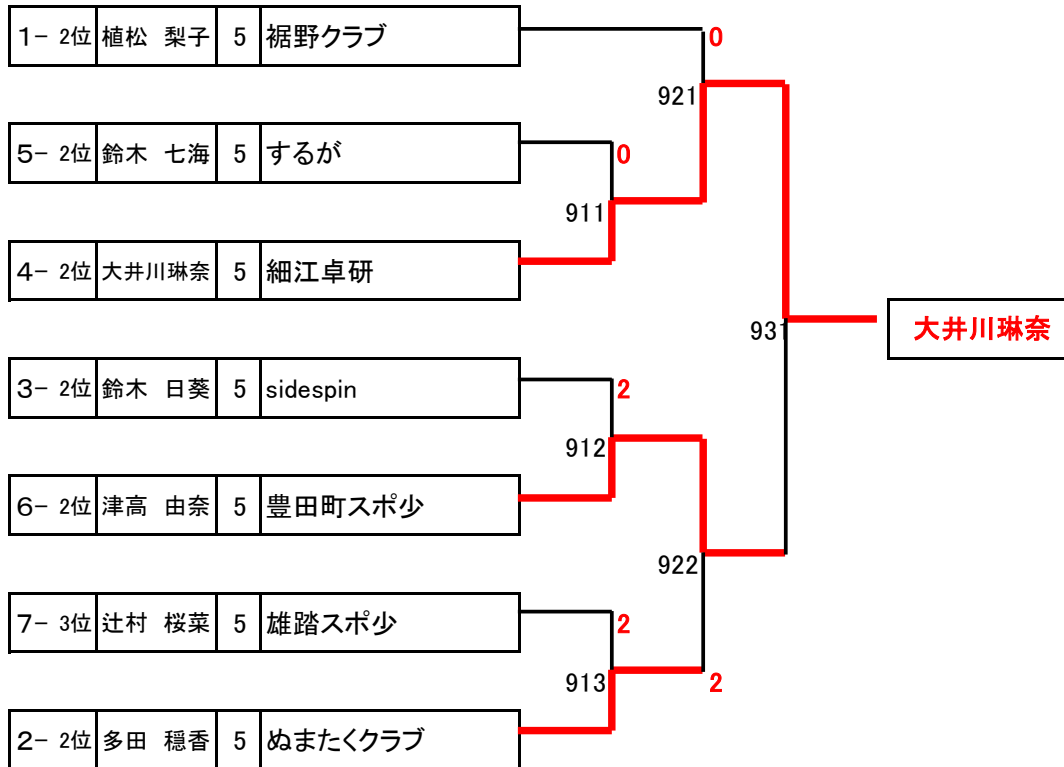 1- 2位 植松 梨子 5 裾野クラブ
0
921
5- 2位 鈴木 七海 5 するが
0
911
4- 2位 大井川琳奈 5 細江卓研
931
大井川琳奈
3- 2位 鈴木 日葵 5 sidespin
2
912
6- 2位 津高 由奈 5 豊田町スポ少
922
7- 3位 辻村 桜菜 5 雄踏スポ少
2
913
2
2- 2位 多田 穏香 5 ぬまたくクラブ